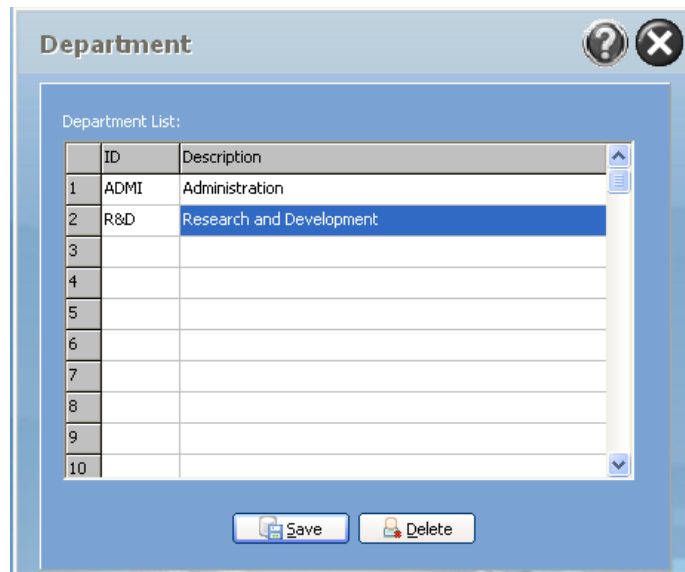 Department
Department List:
ID Description
1 ADMI Administration
2 R&D Research and Development
3
4
5
6
7
8
9
10
Save Delete